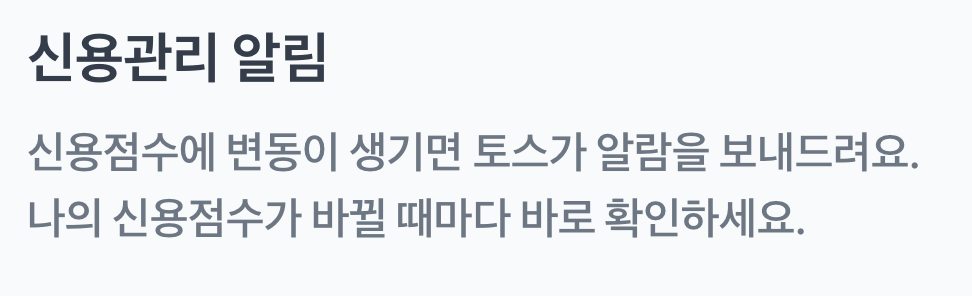 신용관리 알림
신용점수에 변동이 생기면 토스가 알람을 보내드려요.
나의 신용점수가 바뀔 때마다 바로 확인하세요.